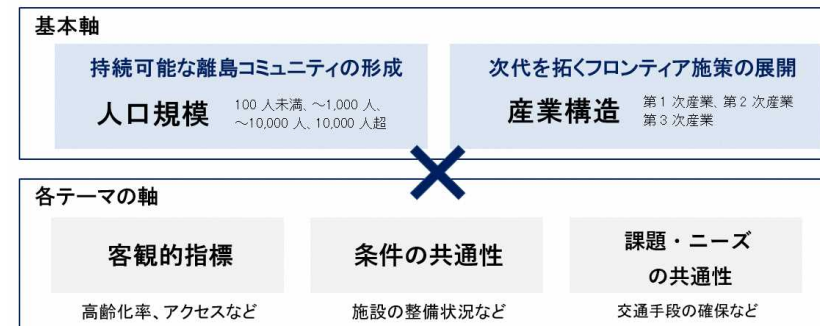 基本軸
持続可能な離島コミュニティの形成
人口規模
100 人未満、～1,000 人、
～10,000 人、10,000 人超
次代を拓くフロンティア施策の展開
産業構造
第１次産業、第２次産業
第３次産業
各テーマの軸
客観的指標
高齢化率、アクセスなど
条件の共通性
施設の整備状況など
課題・ニーズ
の共通性
交通手段の確保など